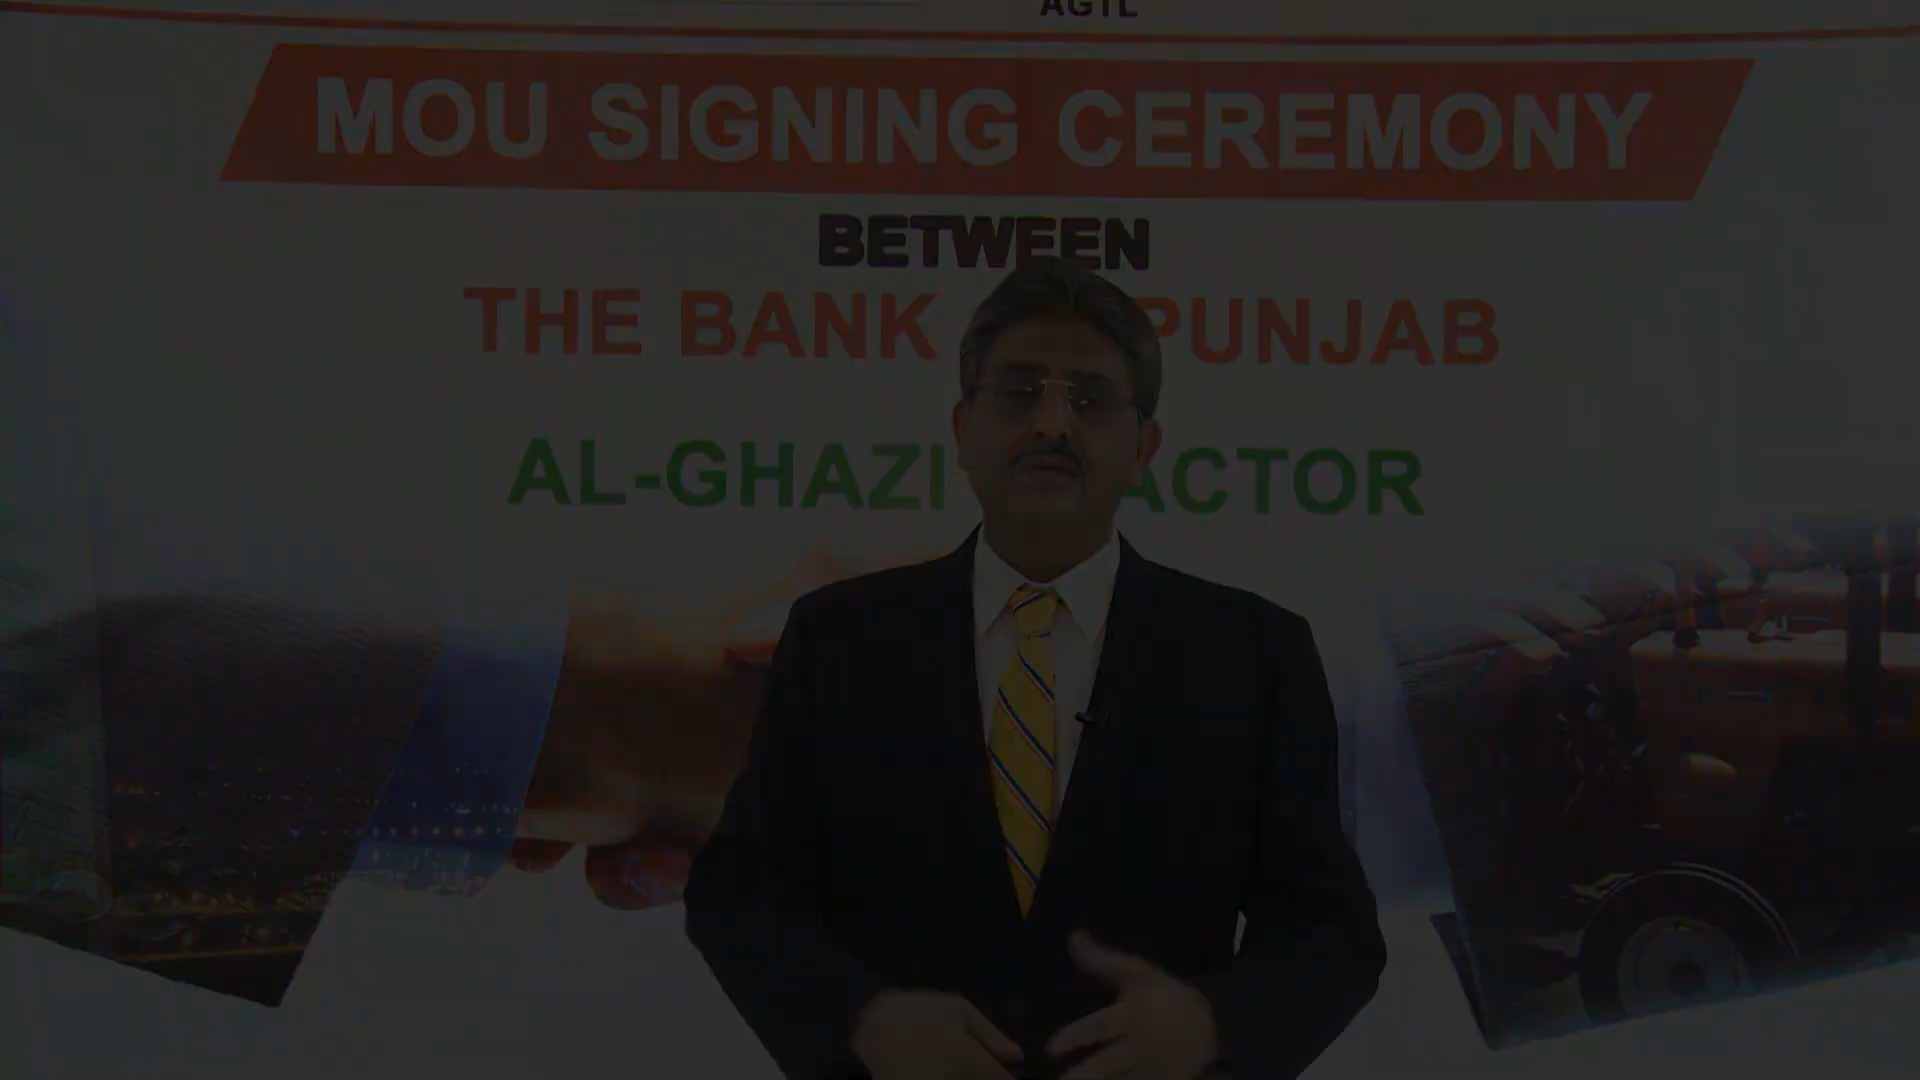 AGTL
MOU SIGNING CEREMONY
BETWEEN
THE BANK PUNJAB
AL-GHAZI ACTOR